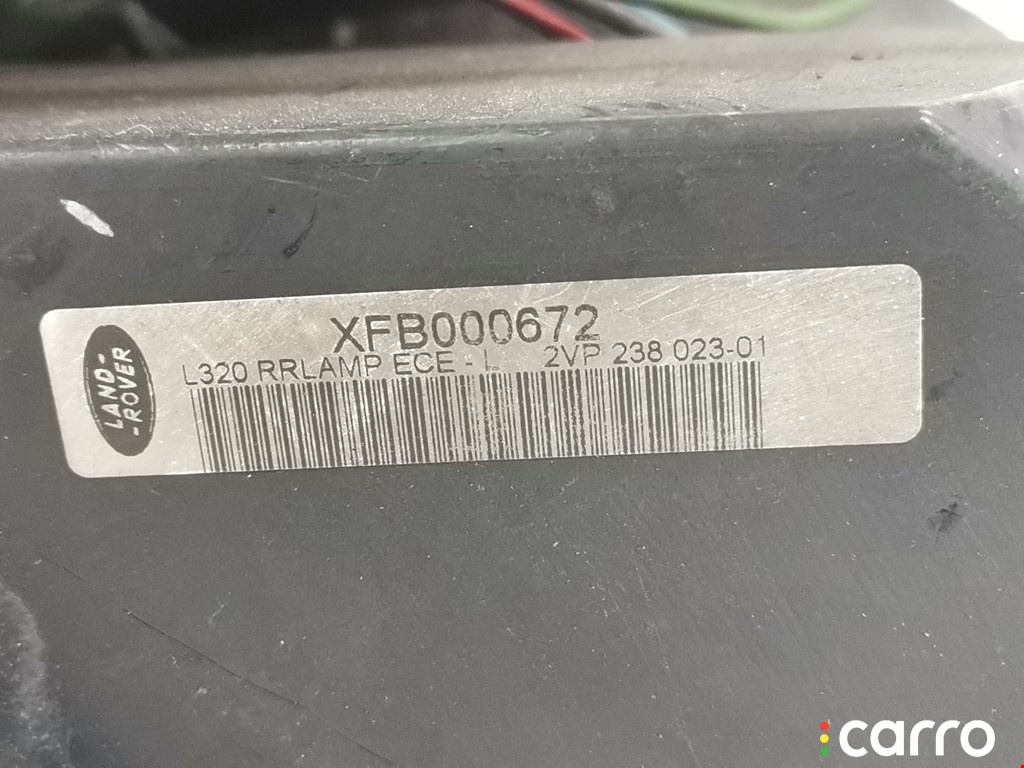 XFB000672
LAND-
-ROVER
L320 RRLAMP ECE - L 2VP 238 023-01
carro